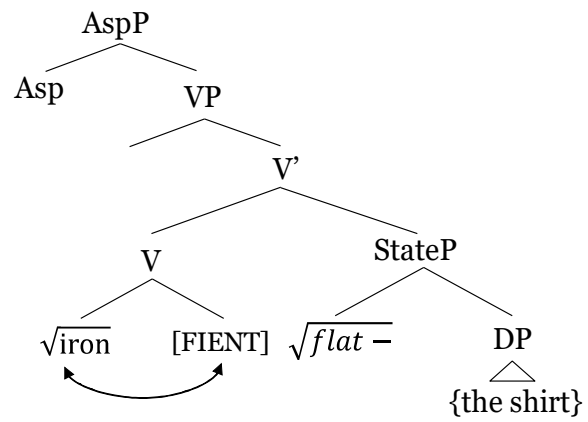 AspP
Asp VP
V’
V StateP
√iron [FIENT] √flat − DP
{the shirt}